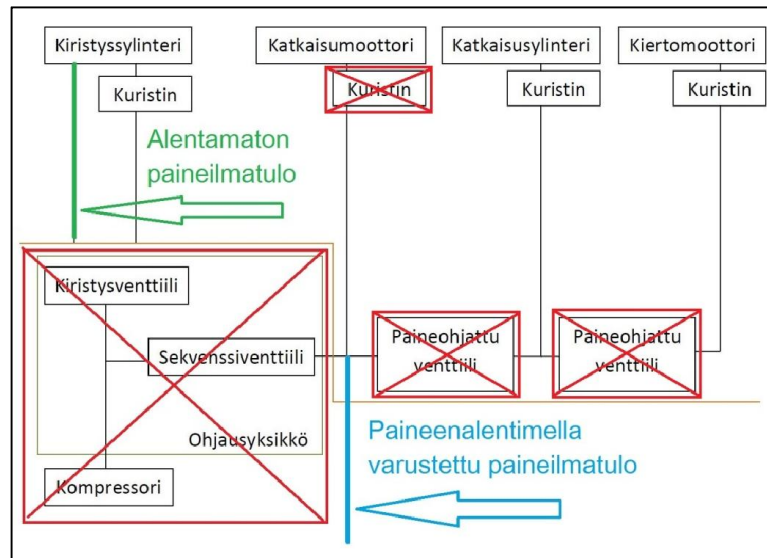 Kiristyssylinteri
Katkaisumoottori
Katkaisusylinteri
Kiertomoottori
Kuristin
Kuristin
Kuristin
Kuristin
Alentamaton
paineilmatulo
Kiristysventtiili
Sekvenssiventtiili
Paineohjattu
venttiili
Paineohjattu
venttiili
Ohjausyksikkö
Kompressori
Paineenalentimella
varustettu paineilmatulo